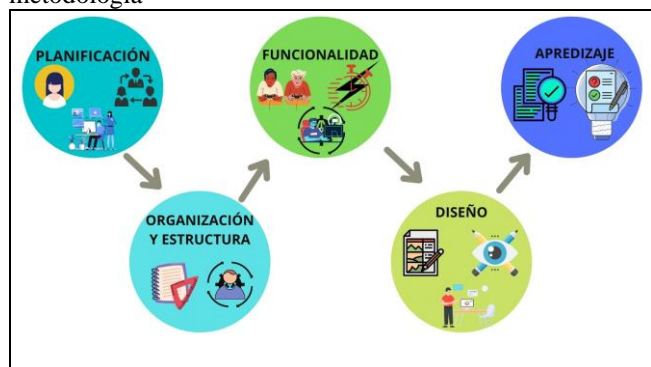 metodología
PLANIFICACIÓN
ORGANIZACIÓN
Y ESTRUCTURA
FUNCIONALIDAD
DISEÑO
APREDIZAJE